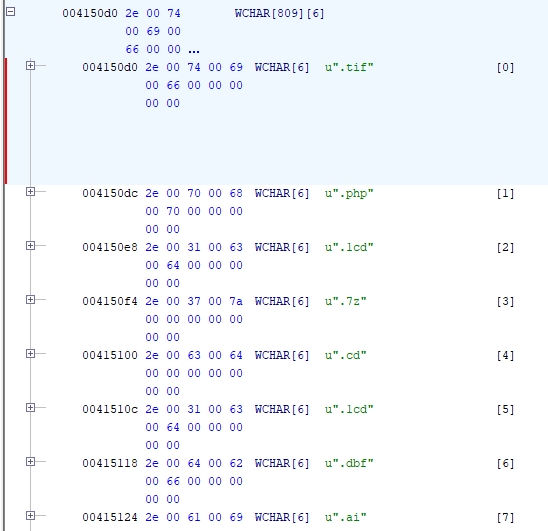 004150d0 2e 00 74 WCHAR[809][6]
00 69 00
66 00 00 ...
004150d0 2e 00 74 00 69 WCHAR[6] u".tif" [0]
00 66 00 00 00
00 00
004150dc 2e 00 70 00 68 WCHAR[6] u".php" [1]
00 70 00 00 00
00 00
004150e8 2e 00 31 00 63 WCHAR[6] u".1cd" [2]
00 64 00 00 00
00 00
004150f4 2e 00 37 00 7a WCHAR[6] u".7z" [3]
00 00 00 00 00
00 00
00415100 2e 00 63 00 64 WCHAR[6] u".cd" [4]
00 00 00 00 00
00 00
0041510c 2e 00 31 00 63 WCHAR[6] u".1cd" [5]
00 64 00 00 00
00 00
00415118 2e 00 64 00 62 WCHAR[6] u".dbf" [6]
00 66 00 00 00
00 00
00415124 2e 00 61 00 69 WCHAR[6] u".ai" [7]